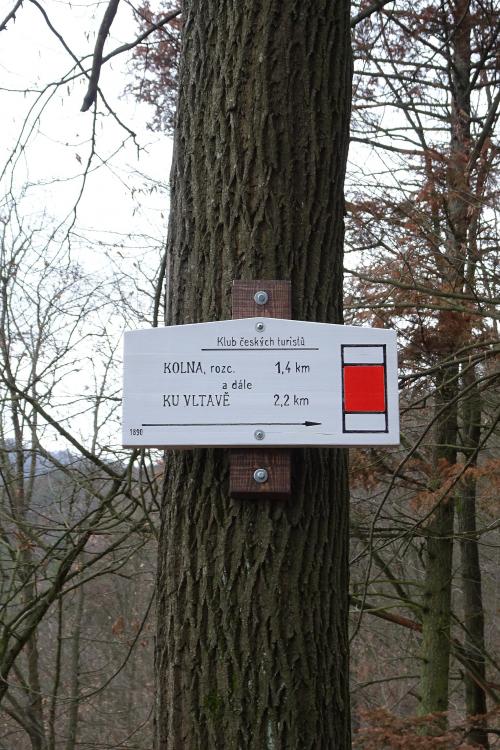 Klub českých turistů
KOLNA, rozc. 1,4 km
a dále
KU VLTAVĚ 2,2 km
1890